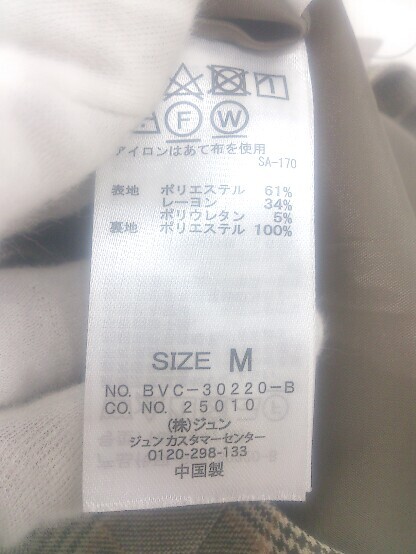 F W
アイロンはあて布を使用
SA-170
表地 ポリエステル 61%
レーヨン 34%
ポリウレタン 5%
裏地 ポリエステル 100%
SIZE M
NO. BVC-30220-B
CO. NO. 25010
(株)ジュン
ジュンカスタマーセンター
0120-298-133
中国製